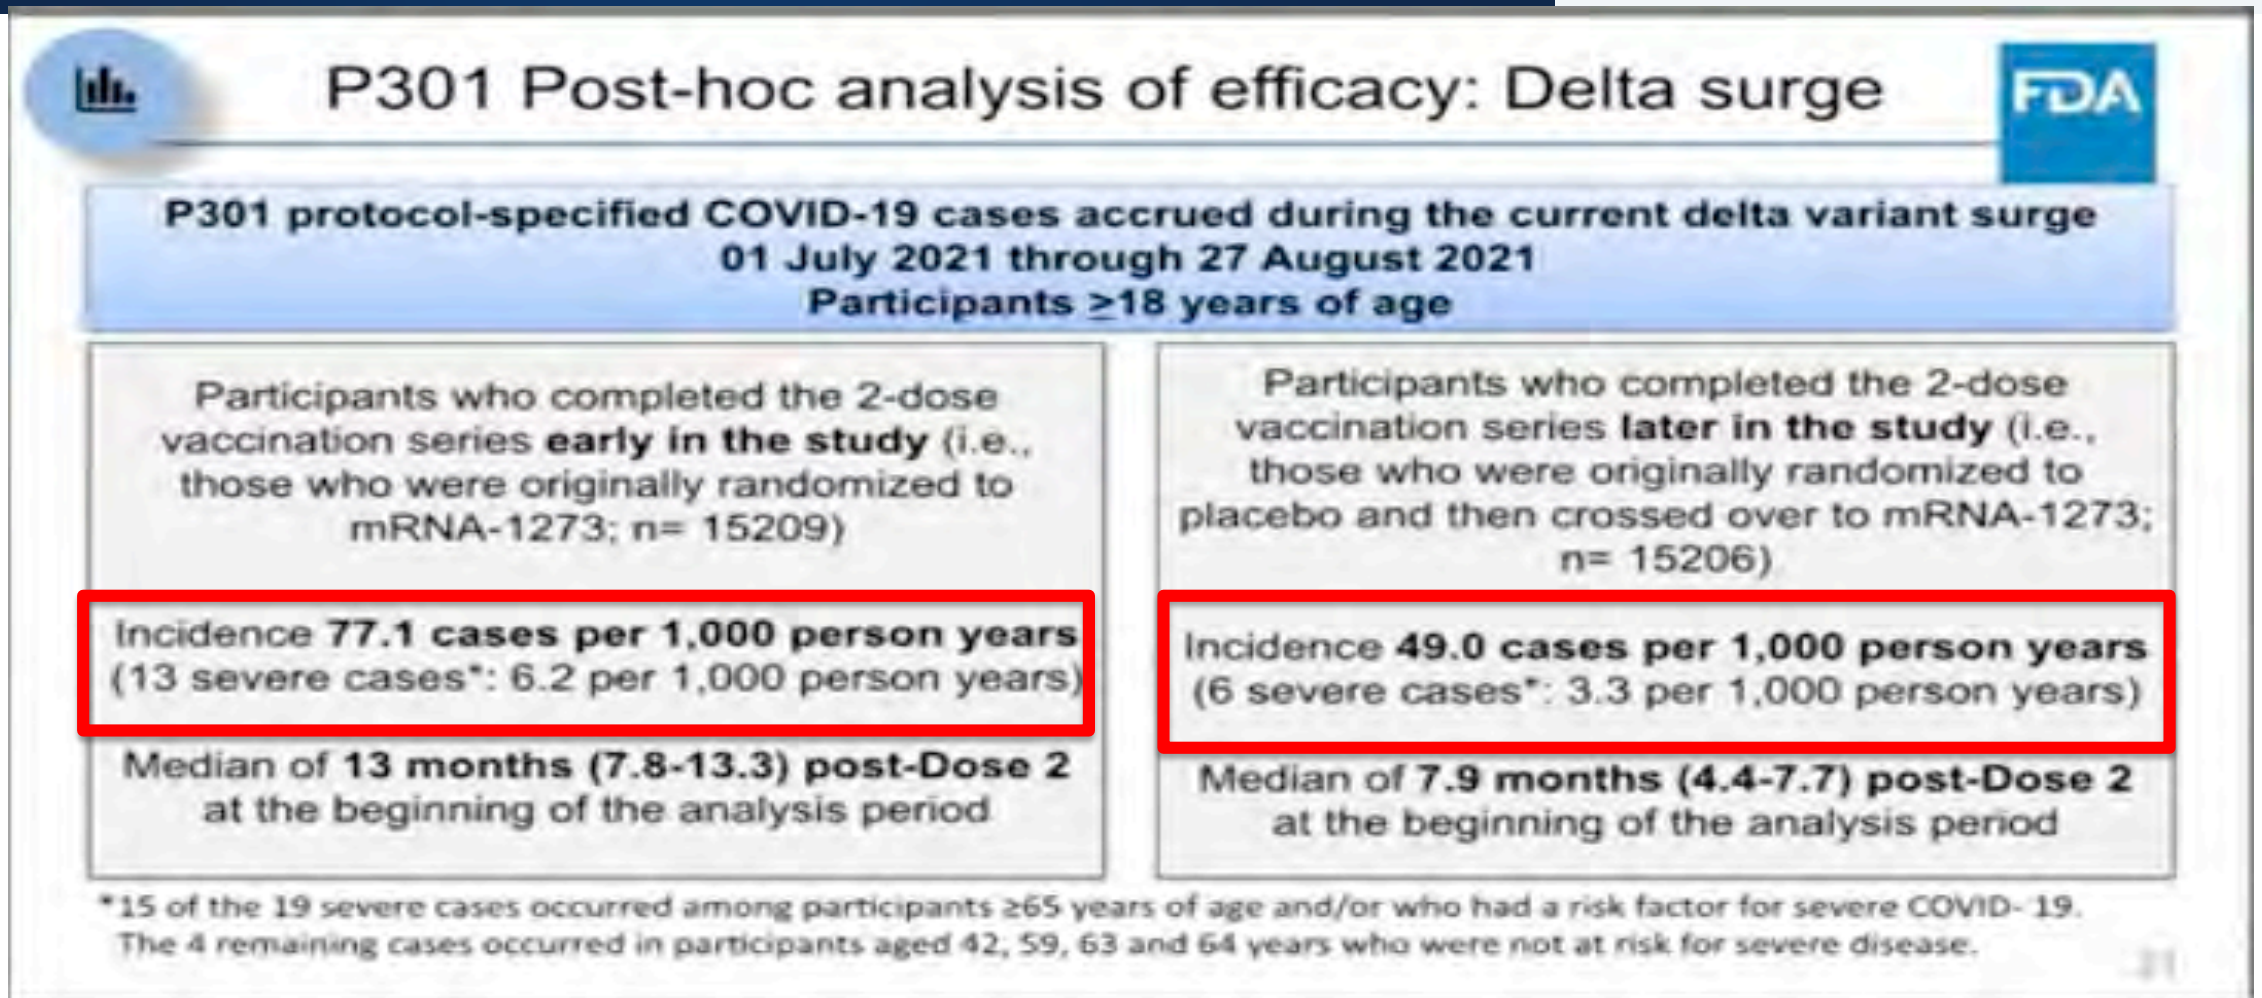 P301 Post-hoc analysis of efficacy: Delta surge
FDA
P301 protocol-specified COVID-19 cases accrued during the current delta variant surge
01 July 2021 through 27 August 2021
Participants ≥18 years of age
Participants who completed the 2-dose
vaccination series early in the study (i.e.,
those who were originally randomized to
mRNA-1273; n= 15209)
Incidence 77.1 cases per 1,000 person years
(13 severe cases*: 6.2 per 1,000 person years)
Median of 13 months (7.8-13.3) post-Dose 2
at the beginning of the analysis period
Participants who completed the 2-dose
vaccination series later in the study (i.e.,
those who were originally randomized to
placebo and then crossed over to mRNA-1273;
n= 15206)
Incidence 49.0 cases per 1,000 person years
(6 severe cases*: 3.3 per 1,000 person years)
Median of 7.9 months (4.4-7.7) post-Dose 2
at the beginning of the analysis period
*15 of the 19 severe cases occurred among participants ≥65 years of age and/or who had a risk factor for severe COVID- 19.
The 4 remaining cases occurred in participants aged 42, 59, 63 and 64 years who were not at risk for severe disease.